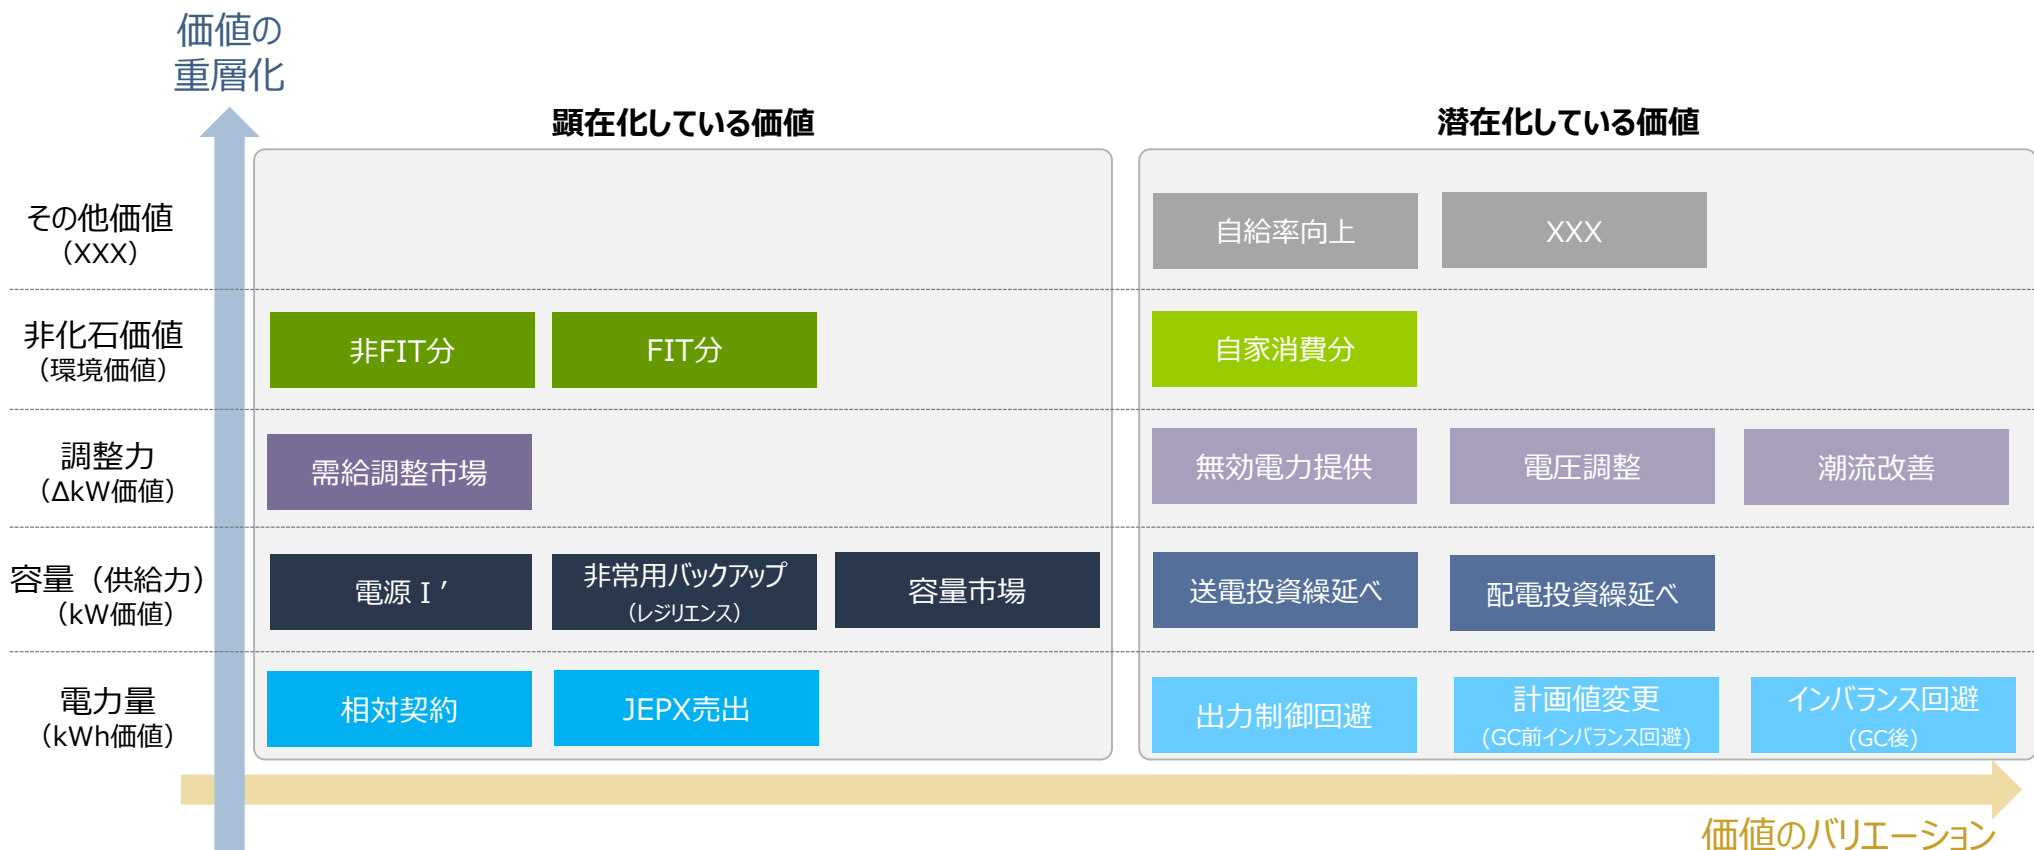 価値の
重層化
顕在化している価値
潜在化している価値
その他価値
（XXX）
自給率向上
XXX
非化石価値
（環境価値）
非FIT分
FIT分
自家消費分
調整力
（ΔkW価値）
需給調整市場
無効電力提供
電圧調整
潮流改善
容量（供給力）
（kW価値）
電源Ⅰ′
非常用バックアップ
（レジリエンス）
容量市場
送電投資繰延べ
配電投資繰延べ
電力量
（kWh価値）
相対契約
JEPX売出
出力制御回避
計画値変更
(GC前インバランス回避)
インバランス回避
(GC後)
価値のバリエーション